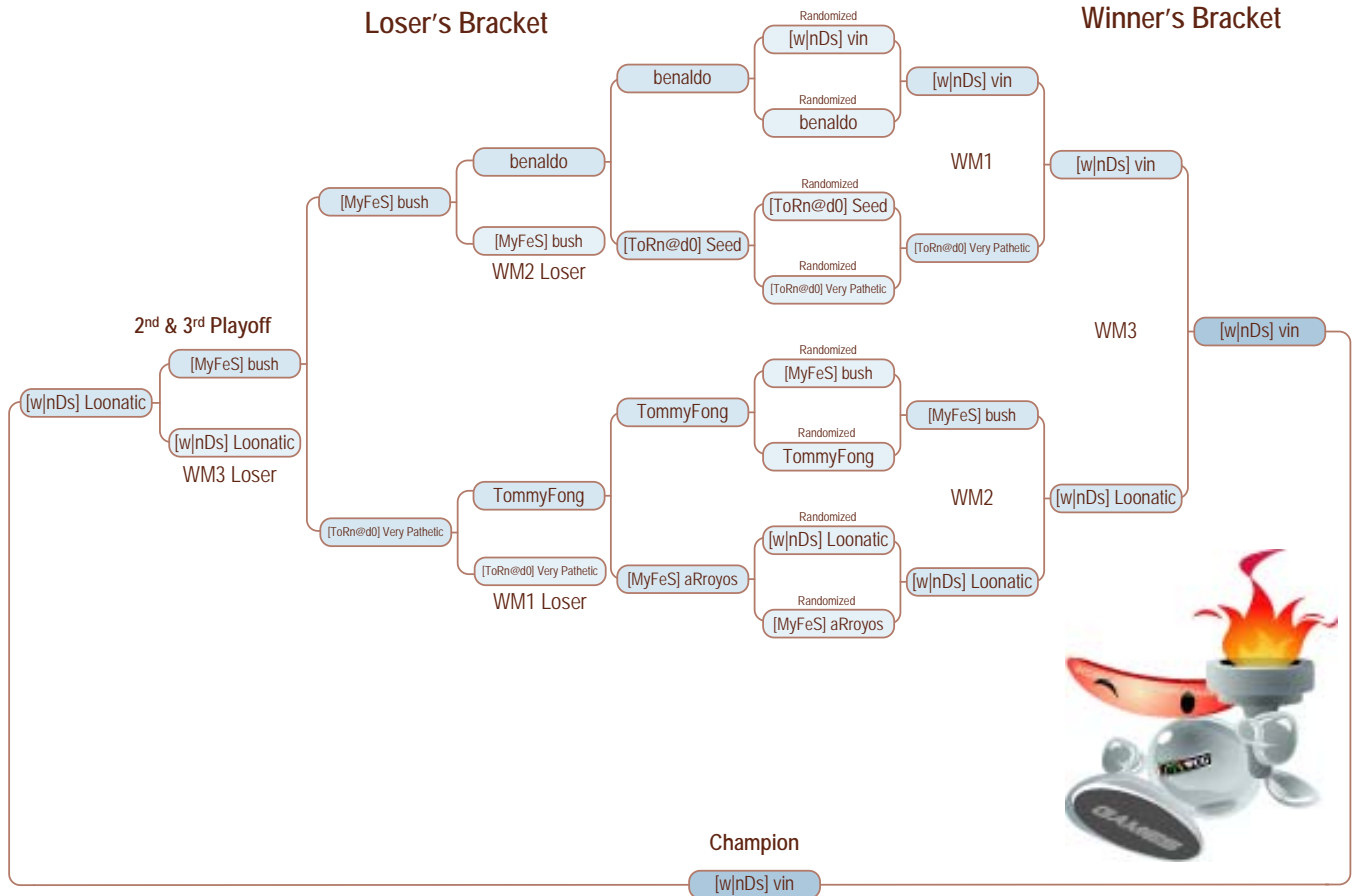 Loser's Bracket
Winner's Bracket
Randomized
[w|nDs] vin
benaldo
[w|nDs] vin
Randomized
benaldo
benaldo
WM1
[w|nDs] vin
[MyFeS] bush
Randomized
[ToRn@d0] Seed
[MyFeS] bush
WM2 Loser
[ToRn@d0] Seed
[ToRn@d0] Very Pathetic
Randomized
[ToRn@d0] Very Pathetic
2nd & 3rd Playoff
WM3
[w|nDs] vin
Randomized
[MyFeS] bush
[MyFeS] bush
[w|nDs] Loonatic
TommyFong
[MyFeS] bush
Randomized
TommyFong
[w|nDs] Loonatic
WM3 Loser
TommyFong
WM2
[w|nDs] Loonatic
Randomized
[w|nDs] Loonatic
[ToRn@d0] Very Pathetic
[ToRn@d0] Very Pathetic
WM1 Loser
[MyFeS] aRroyos
[w|nDs] Loonatic
Randomized
[MyFeS] aRroyos
GAMES
Champion
[w|nDs] vin